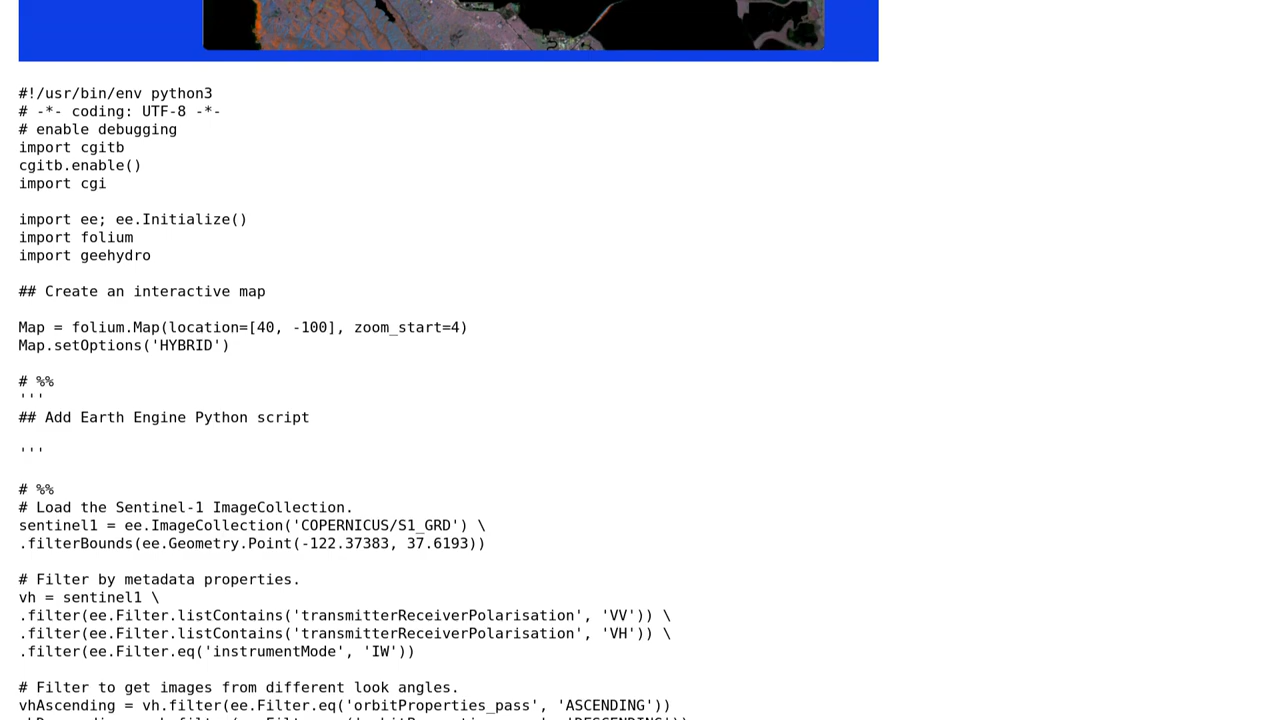 #!/usr/bin/env python3
# -*- coding: UTF-8 -*-
# enable debugging
import cgitb
cgitb.enable()
import cgi
import ee; ee.Initialize()
import folium
import geehydro
## Create an interactive map
Map = folium.Map(location=[40, -100], zoom_start=4)
Map.setOptions('HYBRID')
# %%
'''
## Add Earth Engine Python script
'''
# %%
# Load the Sentinel-1 ImageCollection.
sentinel1 = ee.ImageCollection('COPERNICUS/S1_GRD') \
.filterBounds(ee.Geometry.Point(-122.37383, 37.6193))
# Filter by metadata properties.
vh = sentinel1 \
.filter(ee.Filter.listContains('transmitterReceiverPolarisation', 'VV')) \
.filter(ee.Filter.listContains('transmitterReceiverPolarisation', 'VH')) \
.filter(ee.Filter.eq('instrumentMode', 'IW'))
# Filter to get images from different look angles.
vhAscending = vh.filter(ee.Filter.eq('orbitProperties_pass', 'ASCENDING'))